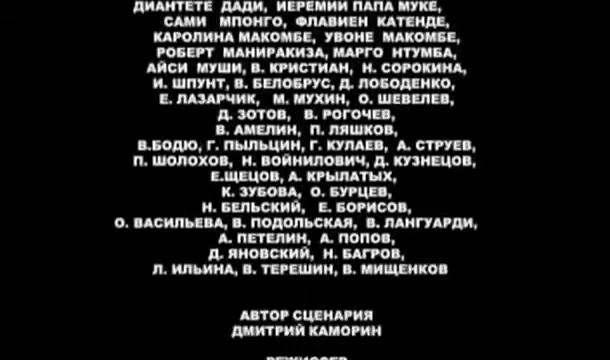 ДИАНТЕТЕ ДАДИ, ИЕРЕМИЙ ПАПА МУКЕ,
САМИ МПОНГО, ФЛАВИЕН КАТЕНДЕ,
КАРОЛИНА МАКОМБЕ, УВОНЕ МАКОМБЕ,
РОБЕРТ МАНИРАКИЗА, МАРГО НТУМБА,
АЙСИ МУШИ, В. КРИСТИАН, Н. СОРОКИНА,
И. ШПУНТ, В. БЕЛОБРУС, Д. ЛОБОДЕНКО,
Е. ЛАЗАРЧИК, М. МУХИН, О. ШЕВЕЛЕВ,
Д. ЗОТОВ, В. РОГОЧЕВ,
В. АМЕЛИН, П. ЛЯШКОВ,
В.БОДЮ, Г. ПЫЛЬЦИН, Г. КУЛАЕВ, А. СТРУЕВ,
П. ШОЛОХОВ, Н. ВОЙНИЛОВИЧ, Д. КУЗНЕЦОВ,
Е.ЩЕЦОВ, А. КРЫЛАТЫХ,
К. ЗУБОВА, О. БУРЦЕВ,
Н. БЕЛЬСКИЙ, Е. БОРИСОВ,
О. ВАСИЛЬЕВА, В. ПОДОЛЬСКАЯ, В. ЛАНГУАРДИ,
А. ПЕТЕЛИН, А. ПОПОВ,
Д. ЯНОВСКИЙ, Н. БАГРОВ,
Л. ИЛЬИНА, В. ТЕРЕШИН, В. МИЩЕНКОВ
АВТОР СЦЕНАРИЯ
ДМИТРИЙ КАМОРИН
РЕЖИССЕР